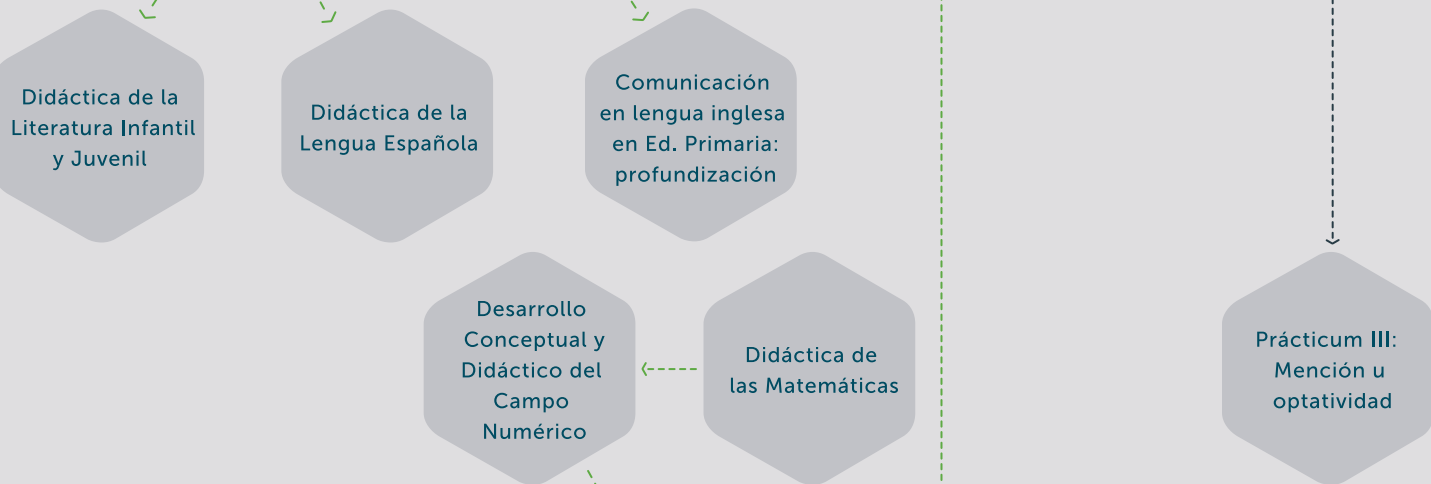 Didáctica de la
Literatura Infantil
y Juvenil
Didáctica de la
Lengua Española
Comunicación
en lengua inglesa
en Ed. Primaria:
profundización
Desarrollo
Conceptual y
Didáctico del
Campo
Numérico
Didáctica de
las Matemáticas
Prácticum III:
Mención u
optatividad